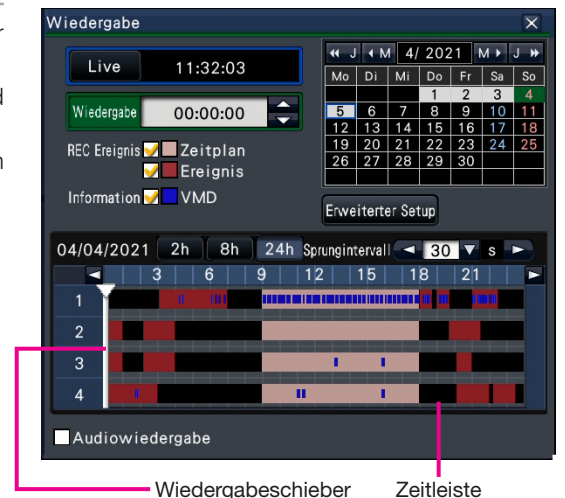 r
d
n
Wiedergabe
Live 11:32:03
Wiedergabe 00:00:00
REC Ereignis Zeitplan
Ereignis
Information VMD
J M 4/ 2021 M J
Mo Di Mi Do Fr Sa So
1 2 3 4
5 6 7 8 9 10 11
12 13 14 15 16 17 18
19 20 21 22 23 24 25
26 27 28 29 30
Erweiterter Setup
04/04/2021 2h 8h 24h Sprungintervall 30 s
3 6 9 12 15 18 21
1
2
3
4
Audiowiedergabe
Wiedergabeschieber Zeitleiste